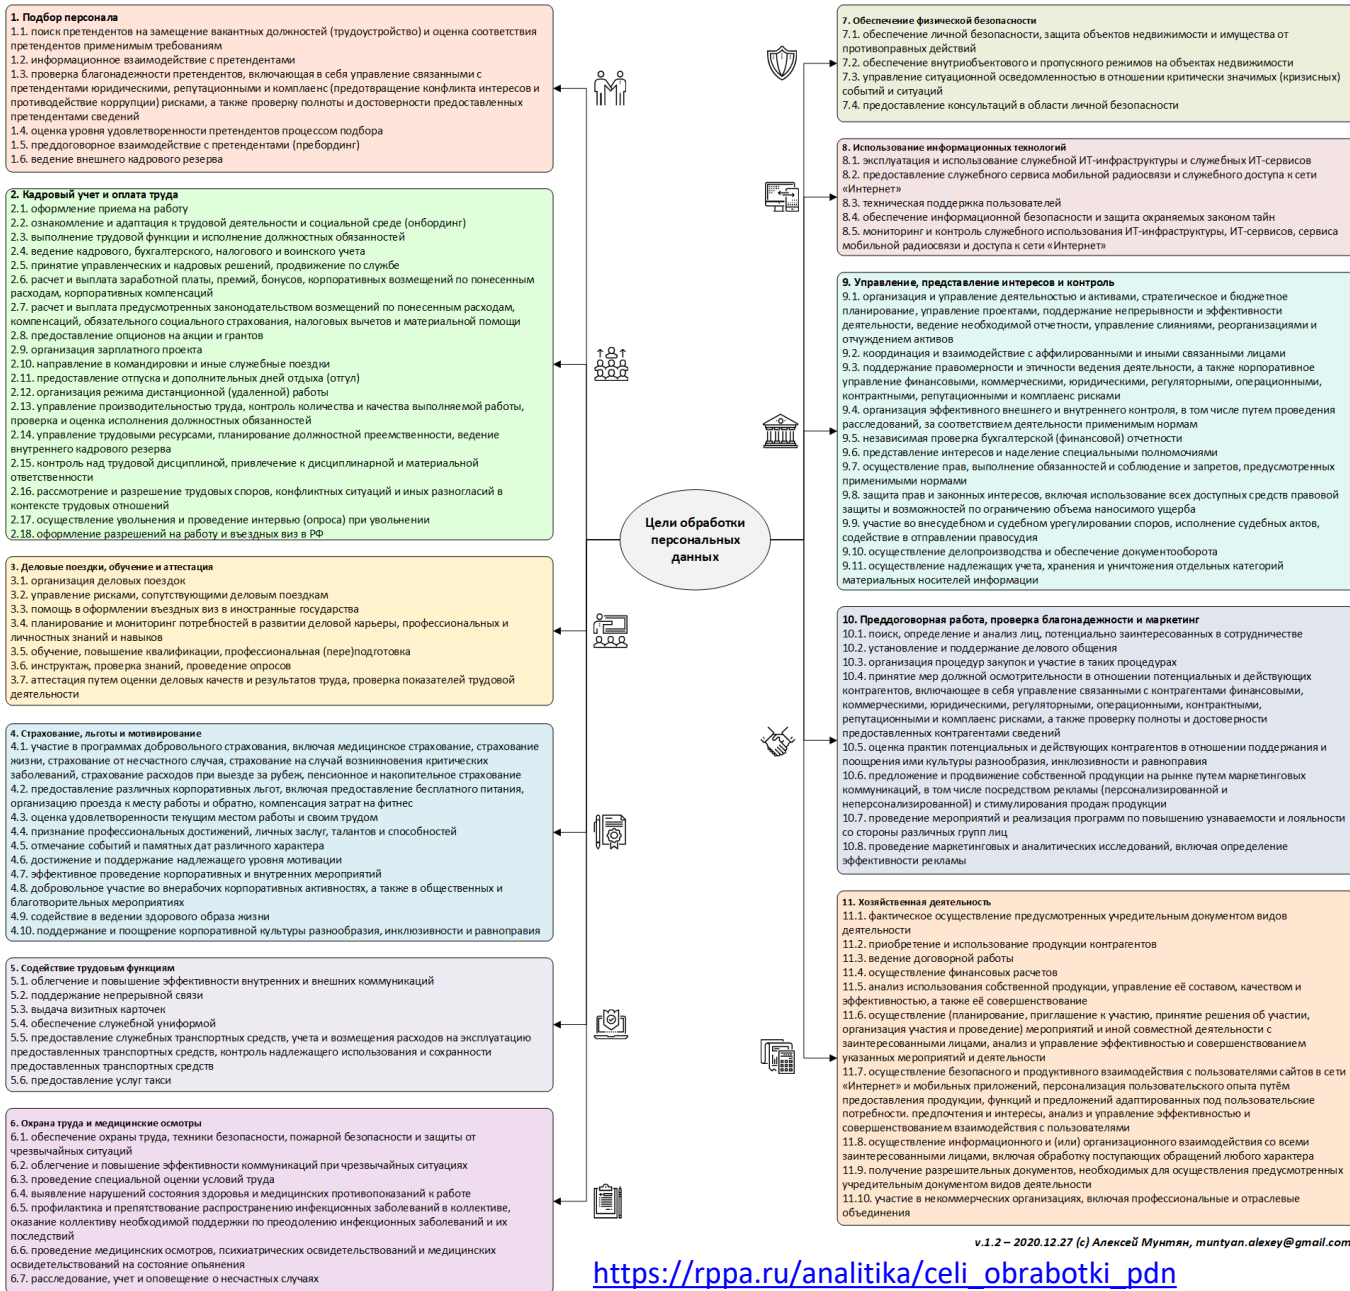 1. Подбор персонала
1.1. поиск претендентов на замещение вакантных должностей (трудоустройство) и оценка соответствия
претендентов применимым требованиям
1.2. информационное взаимодействие с претендентами
1.3. проверка благонадежности претендентов, включающая в себя управление связанными с
претендентами юридическими, репутационными и комплаенс (предотвращение конфликта интересов и
противодействие коррупции) рисками, а также проверку полноты и достоверности предоставленных
претендентами сведений
1.4. оценка уровня удовлетворенности претендентов процессом подбора
1.5. преддоговорное взаимодействие с претендентами (пребординг)
1.6. ведение внешнего кадрового резерва
2. Кадровый учет и оплата труда
2.1. оформление приема на работу
2.2. ознакомление и адаптация к трудовой деятельности и социальной среде (онбординг)
2.3. выполнение трудовой функции и исполнение должностных обязанностей
2.4. ведение кадрового, бухгалтерского, налогового и воинского учета
2.5. принятие управленческих и кадровых решений, продвижение по службе
2.6. расчет и выплата заработной платы, премий, бонусов, корпоративных возмещений по понесенным
расходам, корпоративных компенсаций
2.7. расчет и выплата предусмотренных законодательством возмещений по понесенным расходам,
компенсаций, обязательного социального страхования, налоговых вычетов и материальной помощи
2.8. предоставление опционов на акции и грантов
2.9. организация зарплатного проекта
2.10. направление в командировки и иные служебные поездки
2.11. предоставление отпуска и дополнительных дней отдыха (отгул)
2.12. организация режима дистанционной (удаленной) работы
2.13. управление производительностью труда, контроль количества и качества выполняемой работы,
проверка и оценка исполнения должностных обязанностей
2.14. управление трудовыми ресурсами, планирование должностной преемственности, ведение
внутреннего кадрового резерва
2.15. контроль над трудовой дисциплиной, привлечение к дисциплинарной и материальной
ответственности
2.16. рассмотрение и разрешение трудовых споров, конфликтных ситуаций и иных разногласий в
контексте трудовых отношений
2.17. осуществление увольнения и проведение интервью (опроса) при увольнении
2.18. оформление разрешений на работу и въездных виз в РФ
3. Деловые поездки, обучение и аттестация
3.1. организация деловых поездок
3.2. управление рисками, сопутствующими деловым поездкам
3.3. помощь в оформлении въездных виз в иностранные государства
3.4. планирование и мониторинг потребностей в развитии деловой карьеры, профессиональных и
личностных знаний и навыков
3.5. обучение, повышение квалификации, профессиональная (пере)подготовка
3.6. инструктаж, проверка знаний, проведение опросов
3.7. аттестация путем оценки деловых качеств и результатов труда, проверка показателей трудовой
деятельности
4. Страхование, льготы и мотивирование
4.1. участие в программах добровольного страхования, включая медицинское страхование, страхование
жизни, страхование от несчастного случая, страхование на случай возникновения критических
заболеваний, страхование расходов при выезде за рубеж, пенсионное и накопительное страхование
4.2. предоставление различных корпоративных льгот, включая предоставление бесплатного питания,
организацию проезда к месту работы и обратно, компенсация затрат на фитнес
4.3. оценка удовлетворенности текущим местом работы и своим трудом
4.4. признание профессиональных достижений, личных заслуг, талантов и способностей
4.5. отмечание событий и памятных дат различного характера
4.6. достижение и поддержание надлежащего уровня мотивации
4.7. эффективное проведение корпоративных и внутренних мероприятий
4.8. добровольное участие во внерабочих корпоративных активностях, а также в общественных и
благотворительных мероприятиях
4.9. содействие в ведении здорового образа жизни
4.10. поддержание и поощрение корпоративной культуры разнообразия, инклюзивности и равноправия
5. Содействие трудовым функциям
5.1. облегчение и повышение эффективности внутренних и внешних коммуникаций
5.2. поддержание непрерывной связи
5.3. выдача визитных карточек
5.4. обеспечение служебной униформой
5.5. предоставление служебных транспортных средств, учета и возмещения расходов на эксплуатацию
предоставленных транспортных средств, контроль надлежащего использования и сохранности
предоставленных транспортных средств
5.6. предоставление услуг такси
6. Охрана труда и медицинские осмотры
6.1. обеспечение охраны труда, техники безопасности, пожарной безопасности и защиты от
чрезвычайных ситуаций
6.2. облегчение и повышение эффективности коммуникаций при чрезвычайных ситуациях
6.3. проведение специальной оценки условий труда
6.4. выявление нарушений состояния здоровья и медицинских противопоказаний к работе
6.5. профилактика и препятствование распространению инфекционных заболеваний в коллективе,
оказание коллективу необходимой поддержки по преодолению инфекционных заболеваний и их
последствий
6.6. проведение медицинских осмотров, психиатрических освидетельствований и медицинских
освидетельствований на состояние опьянения
6.7. расследование, учет и оповещение о несчастных случаях
Цели обработки
персональных
данных
7. Обеспечение физической безопасности
7.1. обеспечение личной безопасности, защита объектов недвижимости и имущества от
противоправных действий
7.2. обеспечение внутриобъектового и пропускного режимов на объектах недвижимости
7.3. управление ситуационной осведомленностью в отношении критически значимых (кризисных)
событий и ситуаций
7.4. предоставление консультаций в области личной безопасности
8. Использование информационных технологий
8.1. эксплуатация и использование служебной ИТ-инфраструктуры и служебных ИТ-сервисов
8.2. предоставление служебного сервиса мобильной радиосвязи и служебного доступа к сети
«Интернет»
8.3. техническая поддержка пользователей
8.4. обеспечение информационной безопасности и защита охраняемых законом тайн
8.5. мониторинг и контроль служебного использования ИТ-инфраструктуры, ИТ-сервисов, сервиса
мобильной радиосвязи и доступа к сети «Интернет»
9. Управление, представление интересов и контроль
9.1. организация и управление деятельностью и активами, стратегическое и бюджетное
планирование, управление проектами, поддержание непрерывности и эффективности
деятельности, ведение необходимой отчетности, управление слияниями, реорганизациями и
отчуждением активов
9.2. координация и взаимодействие с аффилированными и иными связанными лицами
9.3. поддержание правомерности и этичности ведения деятельности, а также корпоративное
управление финансовыми, коммерческими, юридическими, регуляторными, операционными,
контрактными, репутационными и комплаенс рисками
9.4. организация эффективного внешнего и внутреннего контроля, в том числе путем проведения
расследований, за соответствием деятельности применимым нормам
9.5. независимая проверка бухгалтерской (финансовой) отчетности
9.6. представление интересов и наделение специальными полномочиями
9.7. осуществление прав, выполнение обязанностей и соблюдение и запретов, предусмотренных
применимыми нормами
9.8. защита прав и законных интересов, включая использование всех доступных средств правовой
защиты и возможностей по ограничению объема наносимого ущерба
9.9. участие во внесудебном и судебном урегулировании споров, исполнение судебных актов,
содействие в отправлении правосудия
9.10. осуществление делопроизводства и обеспечение документооборота
9.11. осуществление надлежащих учета, хранения и уничтожения отдельных категорий
материальных носителей информации
10. Преддоговорная работа, проверка благонадежности и маркетинг
10.1. поиск, определение и анализ лиц, потенциально заинтересованных в сотрудничестве
10.2. установление и поддержание делового общения
10.3. организация процедур закупок и участие в таких процедурах
10.4. принятие мер должной осмотрительности в отношении потенциальных и действующих
контрагентов, включающее в себя управление связанными с контрагентами финансовыми,
коммерческими, юридическими, регуляторными, операционными, контрактными,
репутационными и комплаенс рисками, а также проверку полноты и достоверности
предоставленных контрагентами сведений
10.5. оценка практик потенциальных и действующих контрагентов в отношении поддержания и
поощрения ими культуры разнообразия, инклюзивности и равноправия
10.6. предложение и продвижение собственной продукции на рынке путем маркетинговых
коммуникаций, в том числе посредством рекламы (персонализированной и
неперсонализированной) и стимулирования продаж продукции
10.7. проведение мероприятий и реализация программ по повышению узнаваемости и лояльности
со стороны различных групп лиц
10.8. проведение маркетинговых и аналитических исследований, включая определение
эффективности рекламы
11. Хозяйственная деятельность
11.1. фактическое осуществление предусмотренных учредительным документом видов
деятельности
11.2. приобретение и использование продукции контрагентов
11.3. ведение договорной работы
11.4. осуществление финансовых расчетов
11.5. анализ использования собственной продукции, управление её составом, качеством и
эффективностью, а также её совершенствование
11.6. осуществление (планирование, приглашение к участию, принятие решения об участии,
организация участия и проведение) мероприятий и иной совместной деятельности с
заинтересованными лицами, анализ и управление эффективностью и совершенствованием
указанных мероприятий и деятельности
11.7. осуществление безопасного и продуктивного взаимодействия с пользователями сайтов в сети
«Интернет» и мобильных приложений, персонализация пользовательского опыта путём
предоставления продукции, функций и предложений адаптированных под пользовательские
потребности. предпочтения и интересы, анализ и управление эффективностью и
совершенствованием взаимодействия с пользователями
11.8. осуществление информационного и (или) организационного взаимодействия со всеми
заинтересованными лицами, включая обработку поступающих обращений любого характера
11.9. получение разрешительных документов, необходимых для осуществления предусмотренных
учредительным документом видов деятельности
11.10. участие в некоммерческих организациях, включая профессиональные и отраслевые
объединения
v.1.2 – 2020.12.27 (с) Алексей Мунтян, muntyan.alexey@gmail.com
https://rppa.ru/analitika/celi_obrabotki_pdn